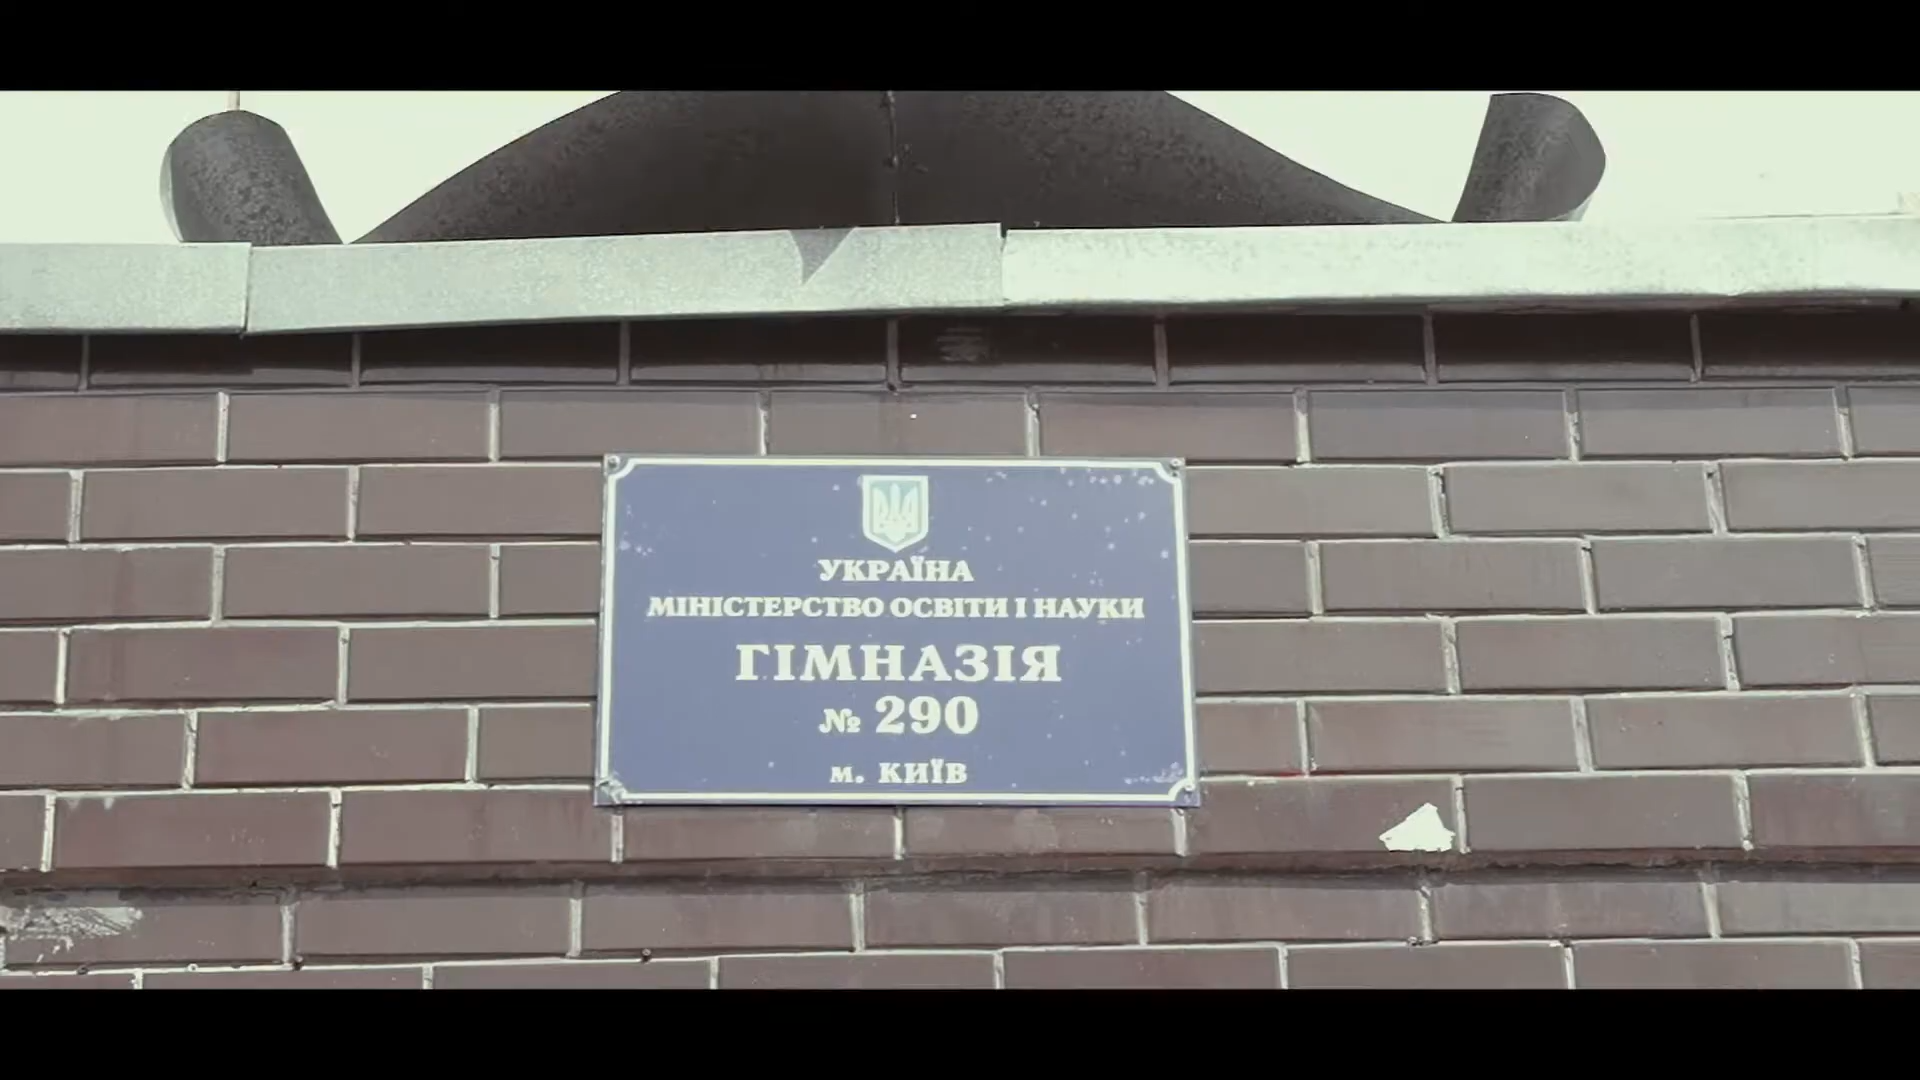 УКРАЇНА
МІНІСТЕРСТВО ОСВІТИ І НАУКИ
ГІМНАЗІЯ
№ 290
м. КИЇВ